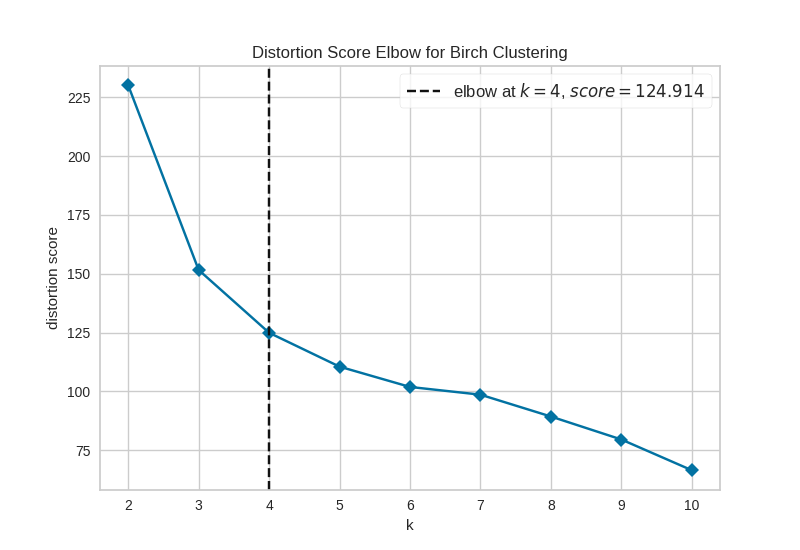 Distortion Score Elbow for Birch Clustering
elbow at k = 4, score = 124.914
distortion score
225
200
175
150
125
100
75
2 3 4 5 6 7 8 9 10
k